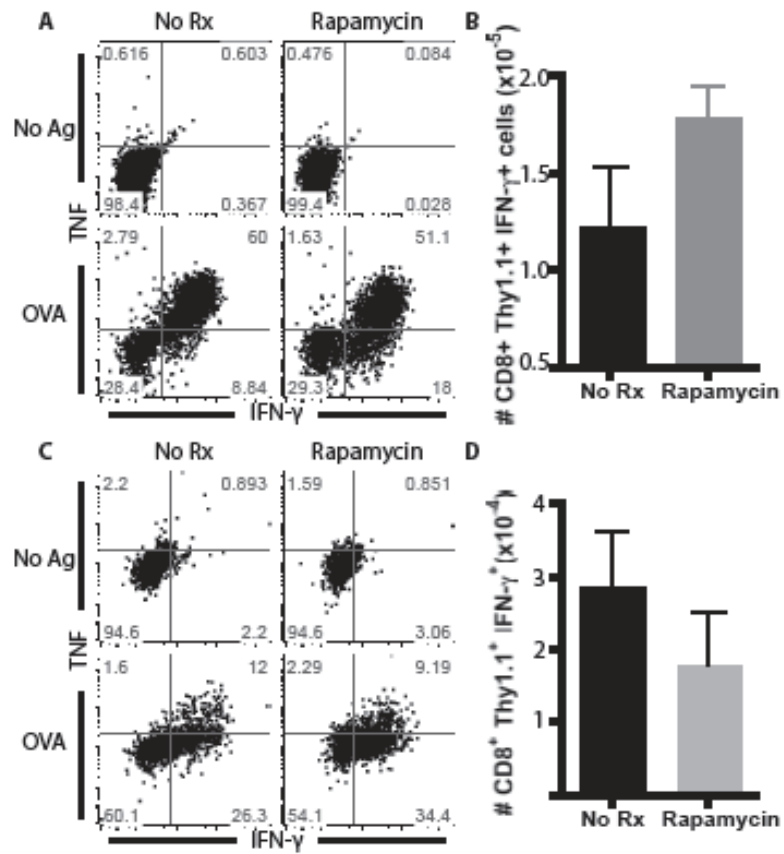 A
No Rx
Rapamycin
No Ag
0.616
0.603
0.476
0.084
98.4
0.367
99.4
0.028
TNF
OVA
2.79
60
1.63
51.1
28.4
8.84
29.3
18
IFN-γ
B
# CD8+ Thy1.1+ IFN-γ+ cells (x10-5)
2.0
1.5
1.0
0.5
No Rx
Rapamycin
C
No Rx
Rapamycin
No Ag
2.2
0.893
1.59
0.851
94.6
2.2
94.6
3.06
TNF
OVA
1.6
12
2.29
9.19
60.1
26.3
54.1
34.4
IFN-γ
D
# CD8+ Thy1.1+ IFN-γ+ (x10-4)
4
3
2
1
No Rx
Rapamycin